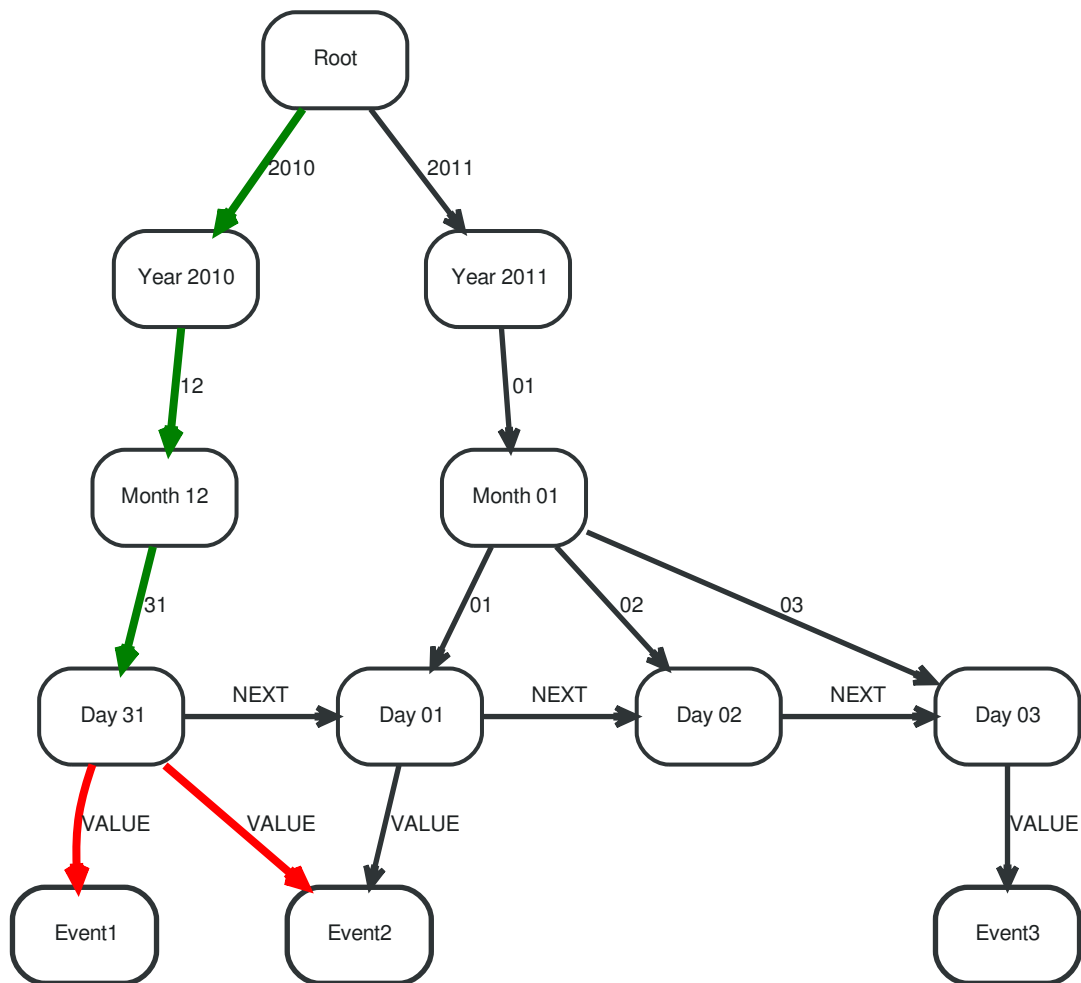 Root
2010
2011
Year 2010
Year 2011
12
01
Month 12
Month 01
31
01
02
03
Day 31
NEXT
Day 01
NEXT
Day 02
NEXT
Day 03
VALUE
VALUE
VALUE
VALUE
Event1
Event2
Event3